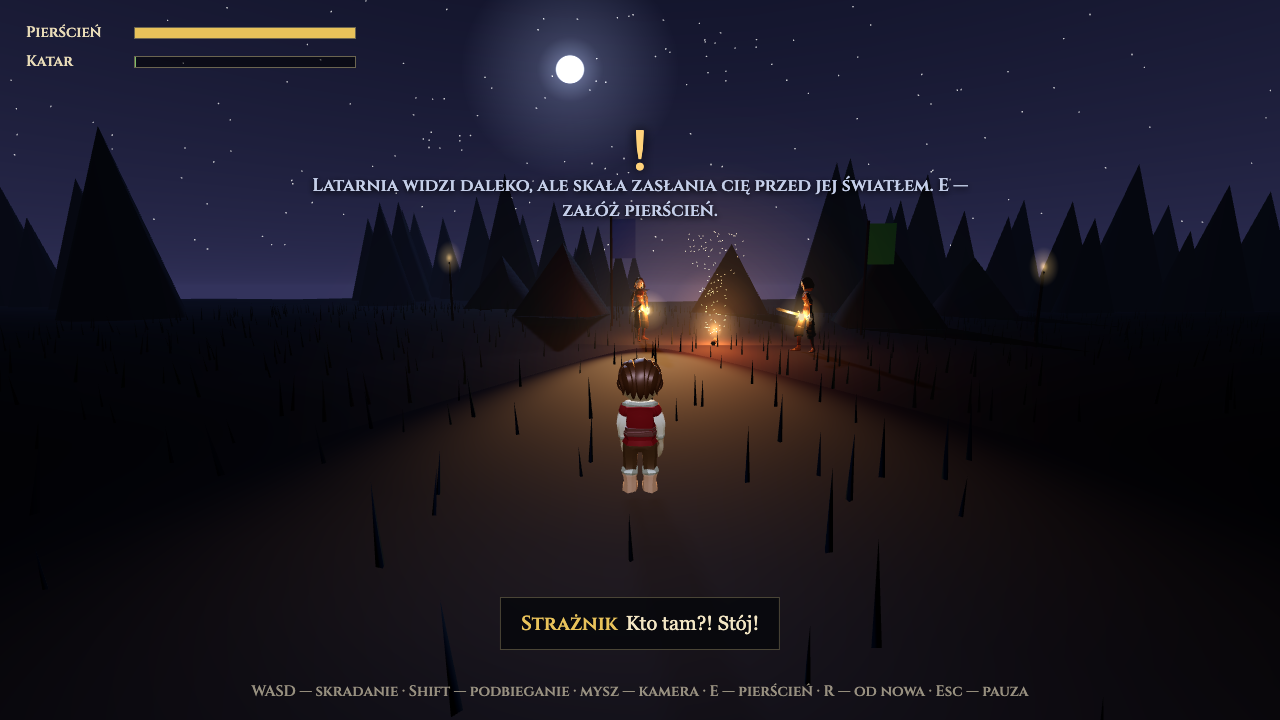 Pierścień
Katar
!
Latarnia widzi daleko, ale skała zasłania cię przed jej światłem. E —
załóż pierścień.
Strażnik Kto tam?! Stój!
WASD — skradanie · Shift — podbieganie · mysz — kamera · E — pierścień · R — od nowa · Esc — pauza